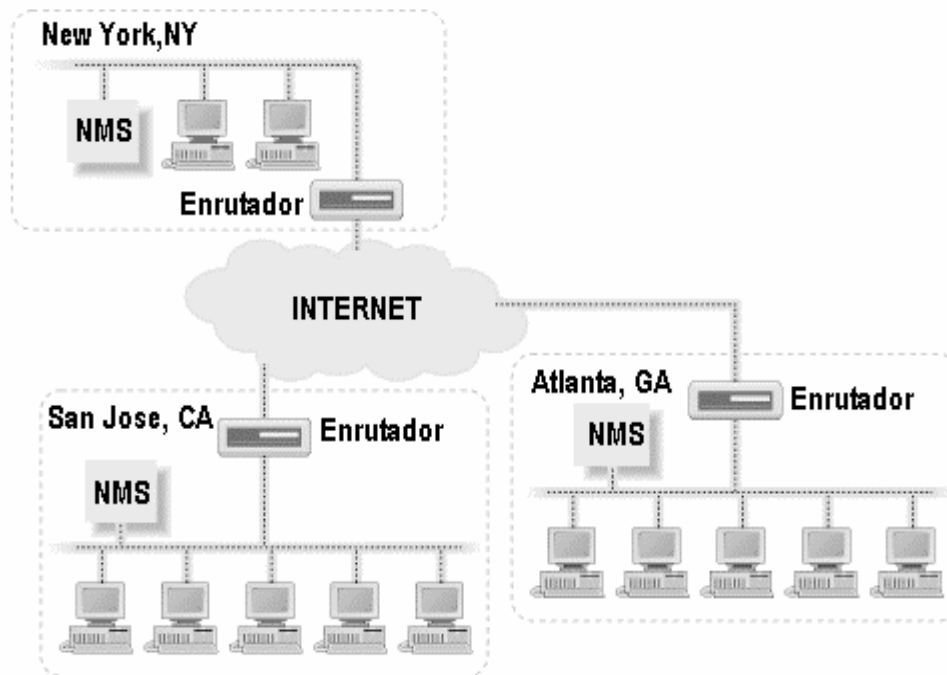 New York,NY
NMS
Enrutador
INTERNET
San Jose, CA
Enrutador
NMS
Atlanta, GA
Enrutador
NMS